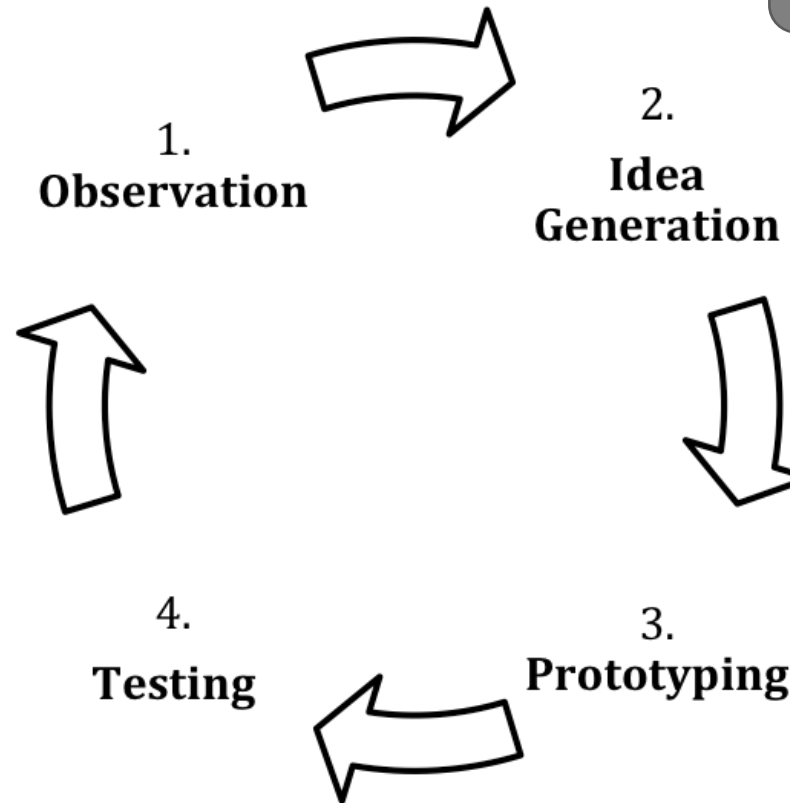 1.
Observation
2.
Idea
Generation
3.
Prototyping
4.
Testing